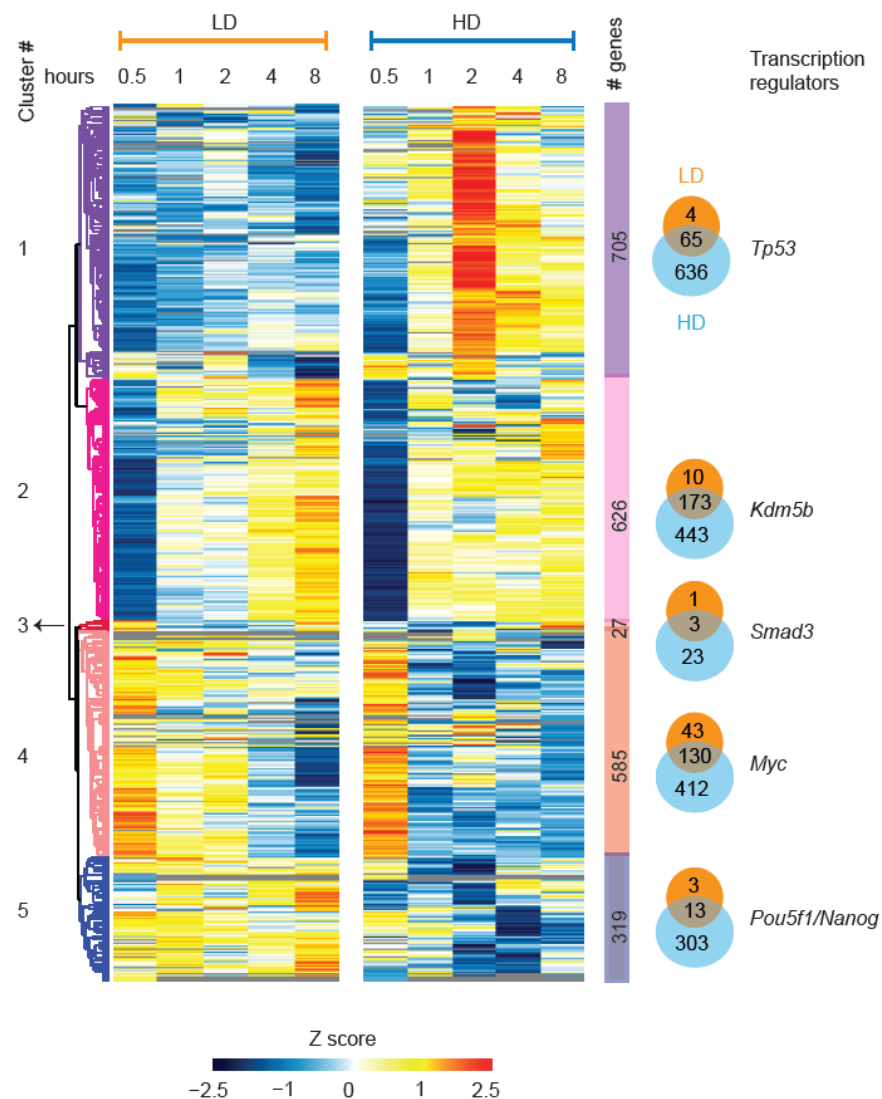 LD HD
Cluster #
hours 0.5 1 2 4 8 0.5 1 2 4 8
# genes
Transcription
regulators
1
705
LD
4
65
636
HD
Tp53
2
626
10
173
443
Kdm5b
3
27
1
3
23
Smad3
4
585
43
130
412
Myc
5
319
3
13
303
Pou5f1/Nanog
Z score
−2.5 −1 0 1 2.5